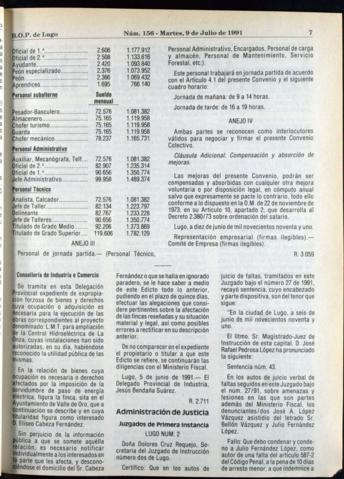 B.O.P. de Lugo
Núm. 156 - Martes, 9 de Julio de 1991
7
Oficial de 1.ª 2.606 1.177.912
Oficial de 2.ª 2.508 1.133.616
Ayudante 2.420 1.093.840
Peón especializado 2.376 1.073.952
Peón 2.366 1.069.432
Aprendices 1.695 766.140
Personal subalterno Sueldo
mensual
Pesador-Basculero 72.576 1.081.382
Almacenero 75.165 1.119.958
Chofer turismo 75.165 1.119.958
Guarda 75.165 1.119.958
Chofer mecánico 78.237 1.165.731
Personal Administrativo
Auxiliar, Mecanógrafa, Telf. 72.576 1.081.382
Oficial de 2.ª 82.907 1.235.314
Oficial de 1.ª 90.656 1.350.774
Jefe Administrativo 99.958 1.489.374
Personal Técnico
Analista, Calcador 72.576 1.081.382
Jefe de Taller 82.134 1.223.797
Delineante 82.767 1.233.228
Jefe de Talleres 90.656 1.350.774
Titulado de Grado Medio 92.206 1.373.869
Titulado de Grado Superior 119.606 1.782.129
ANEJO III
Personal de jornada partida.— (Personal Técnico,
Personal Administrativo, Encargados, Personal de carga
y almacén. Personal de Mantenimiento, Servicio
Forestal, etc.).
Este personal trabajará en jornada partida de acuerdo
con el Artículo 4.1 del presente Convenio y el siguiente
cuadro horario:
Jornada de mañana: de 9 a 14 horas.
Jornada de tarde: de 16 a 19 horas.
ANEJO IV
Ambas partes se reconocen como interlocutores
válidos para negociar y firmar el presente Convenio
Colectivo.
Cláusula Adicional: Compensación y absorción de
mejoras.
Las mejoras del presente Convenio, podrán ser
compensadas y absorbidas con cualquier otra mejora
voluntaria o por disposición legal, en cómputo anual
salvo que expresamente se pacte lo contrario, todo ello
conforme a lo dispuesto en la O.M. de 22 de noviembre de
1973, en su Artículo 10, apartado 2, que desarrolla al
Decreto 2.380/73 sobre ordenación del salario.
Lugo, a diez de junio de mil novecientos noventa y uno.
Representación empresarial (firmas ilegibles).—
Comité de Empresa (firmas ilegibles).
R. 3.059
Consellería de Industria e Comercio
Se tramita en esta Delegación
Provincial expediente de expropiación
forzosa de bienes y derechos
cuya ocupación o adquisición es
necesaria para la ejecución de las
obras correspondientes al proyecto
denominado: L.M.T. para ampliación
de la Central Hidroeléctrica de La
Onza, cuyas instalaciones han sido
autorizadas, en su día, habiéndose
reconocido la utilidad pública de las
mismas.
En la relación de bienes cuya
ocupación es necesaria o derechos
afectados por la imposición de la
servidumbre de paso de energía
eléctrica, figura la finca, sita en el
Ayuntamiento de Valle de Oro, que a
continuación se describe y en cuya
titularidad figura como interesado
D. Eliseo Cabeza Fernández.
Sin perjuicio de la información
pública a que se somete aquélla
relación, es necesario notificar
individualmente a los interesados en
la parte que les afecta, y desconociéndose
el domicilio del Sr. Cabeza
Fernández o que se halla en ignorado
paradero, se le hace saber a medio
de este Edicto todo lo anterior,
pudiendo en el plazo de quince días,
efectuar las alegaciones que considere
pertinentes sobre la afectación
de las fincas reseñadas y su situación
material y legal, así como posibles
errores a rectificar en su descripción
anterior.
De no comparecer en el expediente
el propietario o titular a que este
Edicto se refiere, se continuarán las
diligencias con el Ministerio Fiscal.
Lugo, 5 de junio de 1991.— El
Delegado Provincial de Industria,
Jesús Bendaña Suárez.
R. 2.711
Administración de Justicia
Juzgados de Primera Instancia
LUGO NUM. 2
Doña Dolores Cruz Requejo, Secretaria
del Juzgado de Instrucción
número dos de Lugo.
Certifico: Que en los autos de
juicio de faltas, tramitados en este
Juzgado bajo el número 27 de 1991,
recayó sentencia, cuyo encabezado
y parte dispositiva, son del tenor que
sigue:
"En la ciudad de Lugo, a seis de
junio de mil novecientos noventa y
uno.
El Iltmo. Sr. Magistrado-Juez de
Instrucción de esta capital. D. José
Rafael Pedrosa López ha pronunciado
la siguiente:
Sentencia núm. 43.
En los autos de juicio verbal de
faltas seguidos en este Juzgado bajo
el núm. 27/91, sobre amenazas y
lesiones en las que son partes
además del Ministerio Fiscal, los
denunciantes/dos José A. López
Vázquez asistido del letrado Sr.
Bellón Vázquez y Julio Fernández
López.
Fallo: Que debo condenar y condeno
a Julio Fernández López, como
autor de una falta del artículo 587-2
del Código Penal, a la pena de 10 días
de arresto menor, a que indemnice a